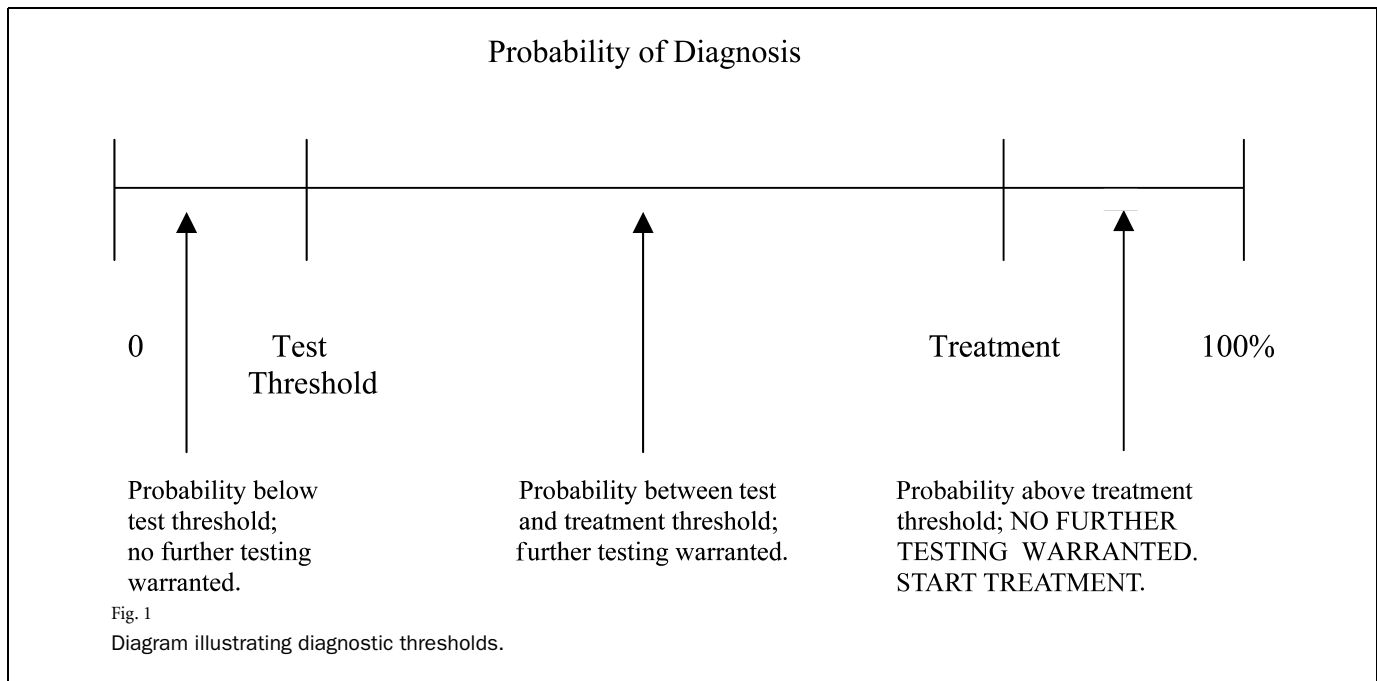 Probability of Diagnosis
0
Test
Threshold
Treatment
100%
Probability below
test threshold;
no further testing
warranted.
Probability between test
and treatment threshold;
further testing warranted.
Probability above treatment
threshold; NO FURTHER
TESTING WARRANTED.
START TREATMENT.
Fig. 1
Diagram illustrating diagnostic thresholds.